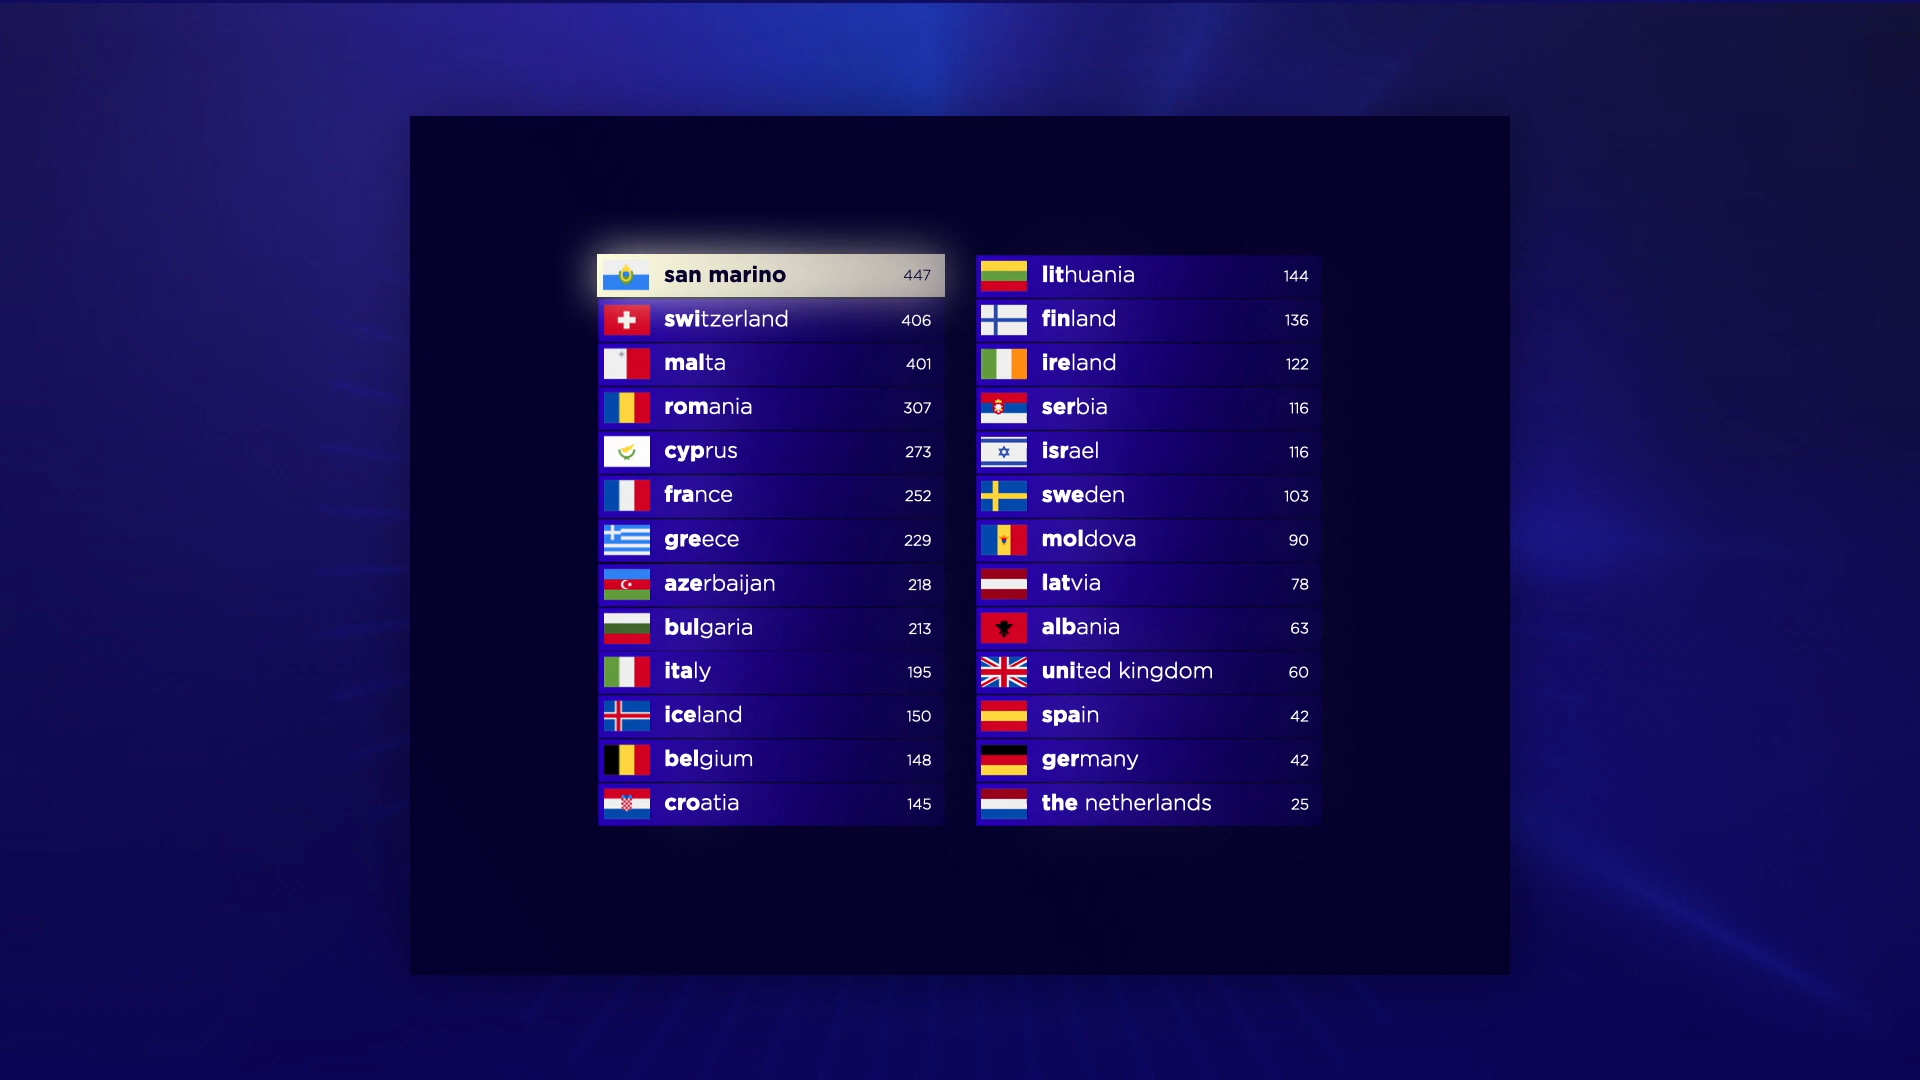 san marino 447
switzerland 406
malta 401
romania 307
cyprus 273
france 252
greece 229
azerbaijan 218
bulgaria 213
italy 195
iceland 150
belgium 148
croatia 145
lithuania 144
finland 136
ireland 122
serbia 116
israel 116
sweden 103
moldova 90
latvia 78
albania 63
united kingdom 60
spain 42
germany 42
the netherlands 25